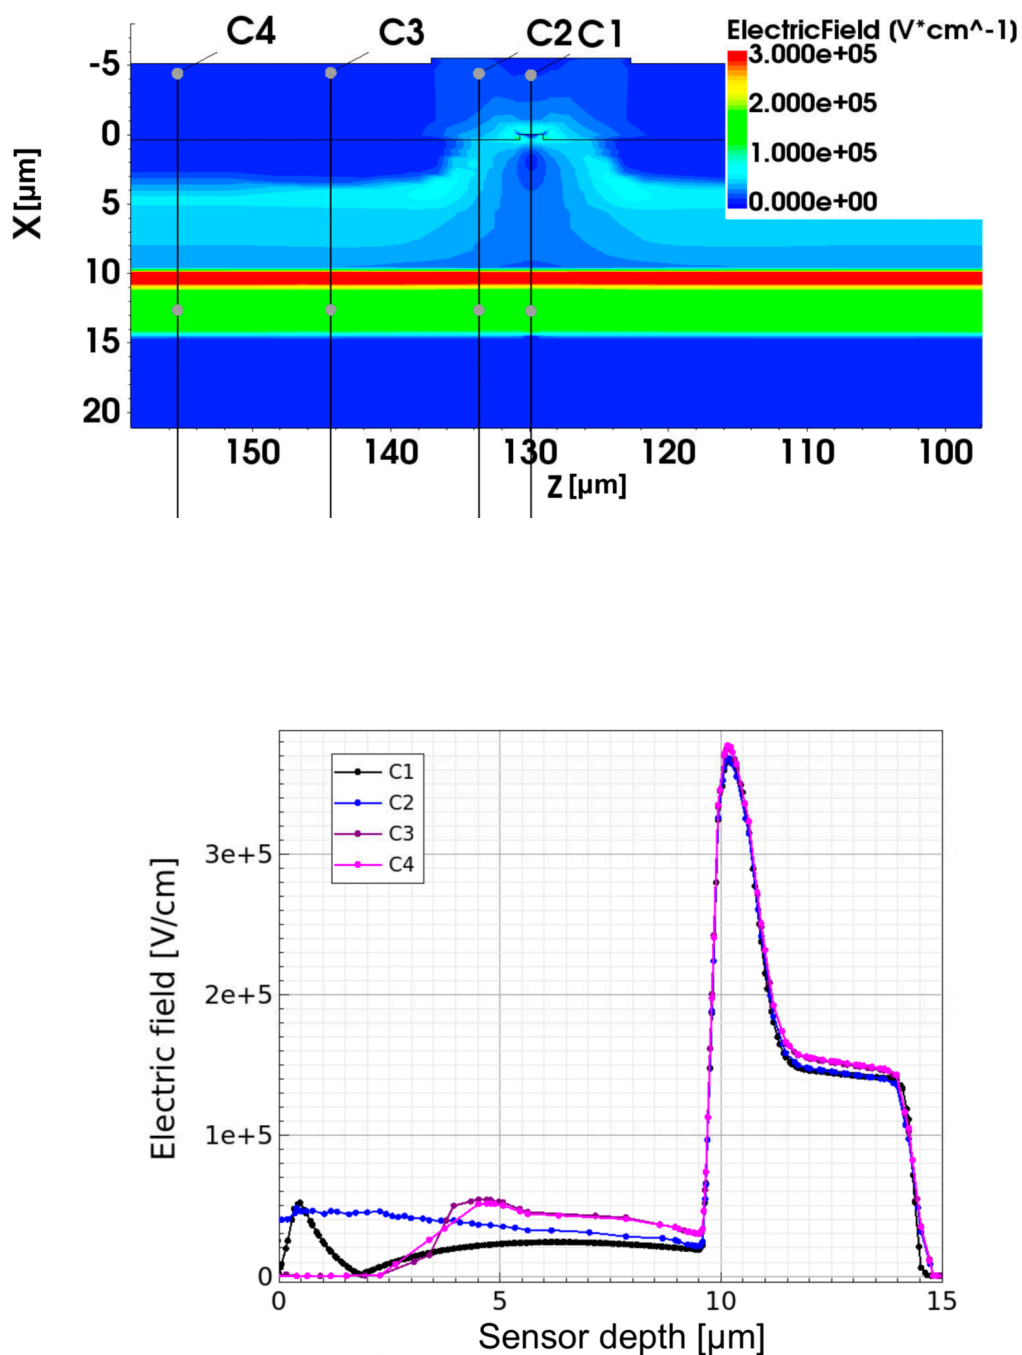 C4 C3 C2 C1 ElectricField (V*cm^-1)
-5 3.000e+05
2.000e+05
0 1.000e+05
X [µm]
5 0.000e+00
10
15
20
150 140 130 120 110 100
Z [µm]
C1
C2
C3
C4
Electric field [V/cm]
3e+5
2e+5
1e+5
0
0 5 10 15
Sensor depth [µm]